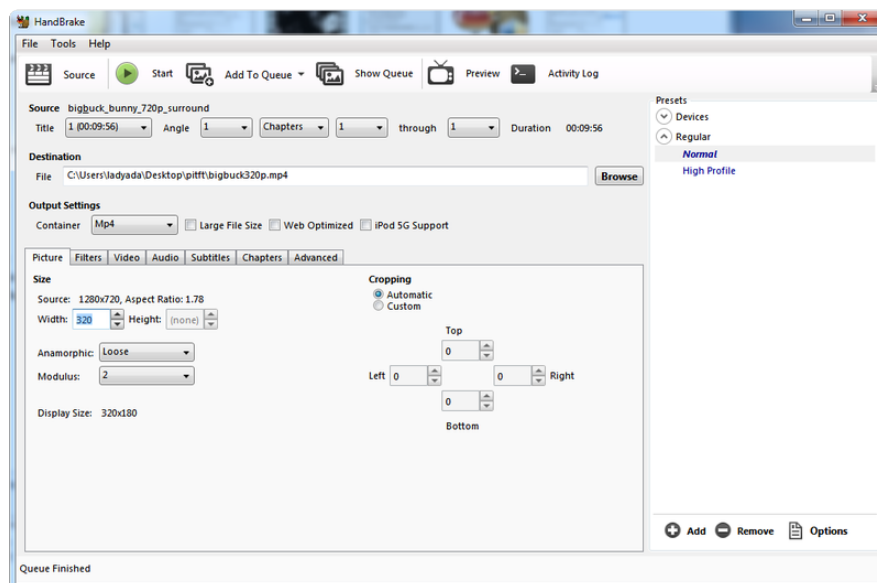 HandBrake
File Tools Help
Source Start Add To Queue Show Queue Preview Activity Log
Source bigbuck_bunny_720p_surround
Title 1 (00:09:56) Angle 1 Chapters 1 through 1 Duration 00:09:56
Destination
File C:\Users\ladyada\Desktop\pitft\bigbuck320p.mp4 Browse
Output Settings
Container Mp4 Large File Size Web Optimized iPod 5G Support
Picture Filters Video Audio Subtitles Chapters Advanced
Size
Source: 1280x720, Aspect Ratio: 1.78
Width: 320 Height: (none)
Anamorphic: Loose
Modulus: 2
Display Size: 320x180
Cropping
Automatic
Custom
Top
0
Left 0 0 Right
0
Bottom
Presets
Devices
Regular
Normal
High Profile
Add Remove Options
Queue Finished